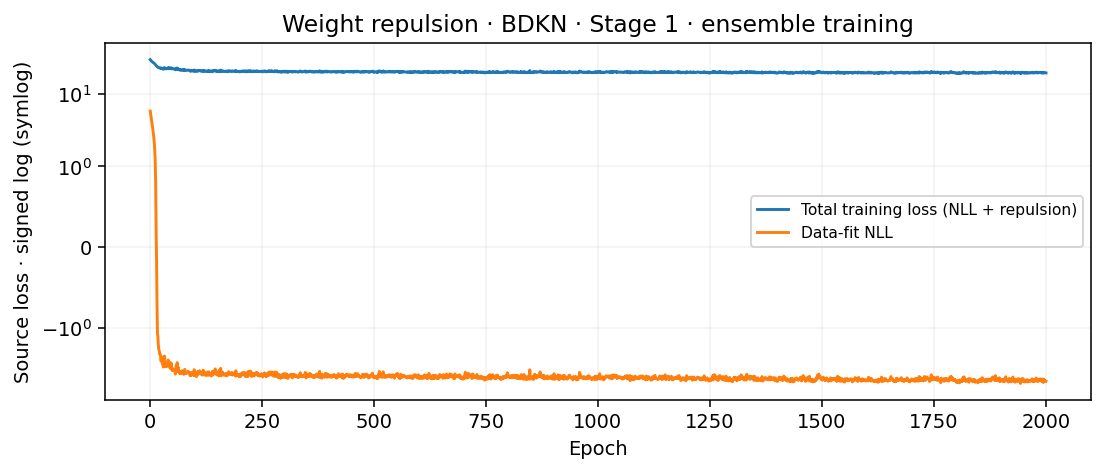 Weight repulsion · BDKN · Stage 1 · ensemble training
Source loss · signed log (symlog)
10¹
10⁰
0
−10⁰
Total training loss (NLL + repulsion)
Data-fit NLL
0 250 500 750 1000 1250 1500 1750 2000
Epoch